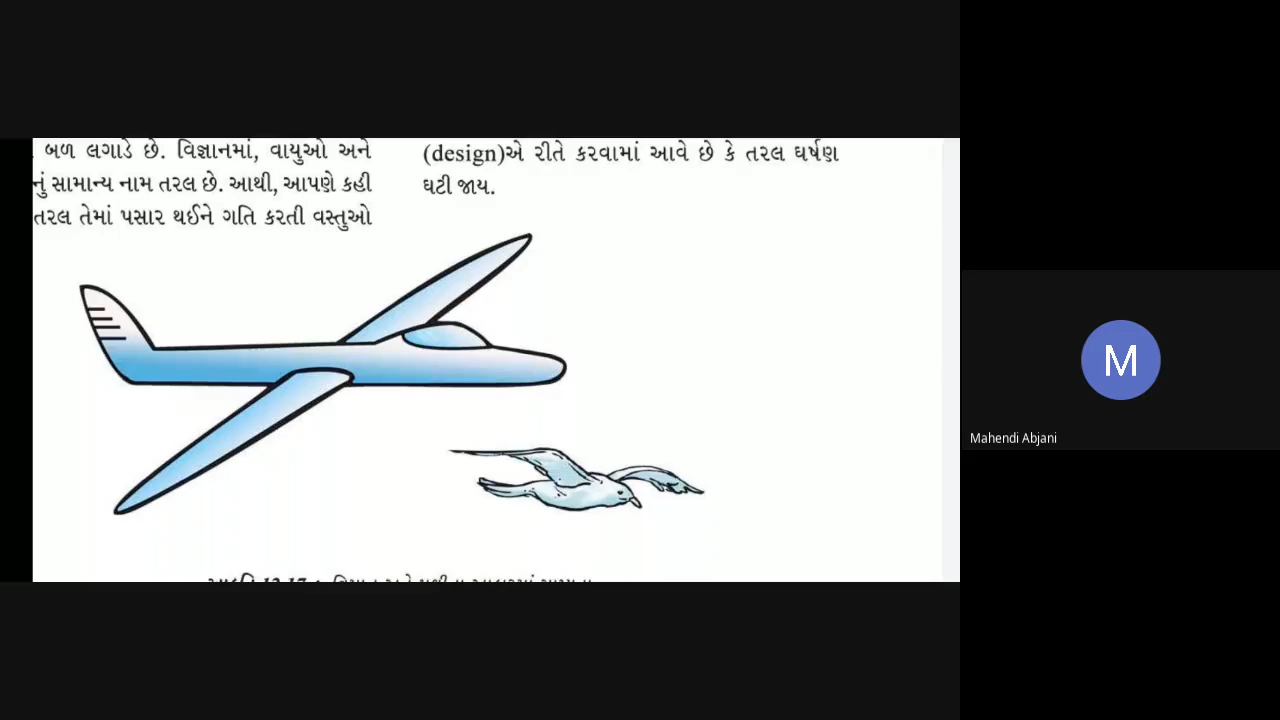 બળ લગાડે છે. વિજ્ઞાનમાં, વાયુઓ અને
નું સામાન્ય નામ તરલ છે. આથી, આપણે કહી
તરલ તેમાં પસાર થઈને ગતિ કરતી વસ્તુઓ
(design)એ રીતે કરવામાં આવે છે કે તરલ ઘર્ષણ
ઘટી જાય.
M
Mahendi Abjani